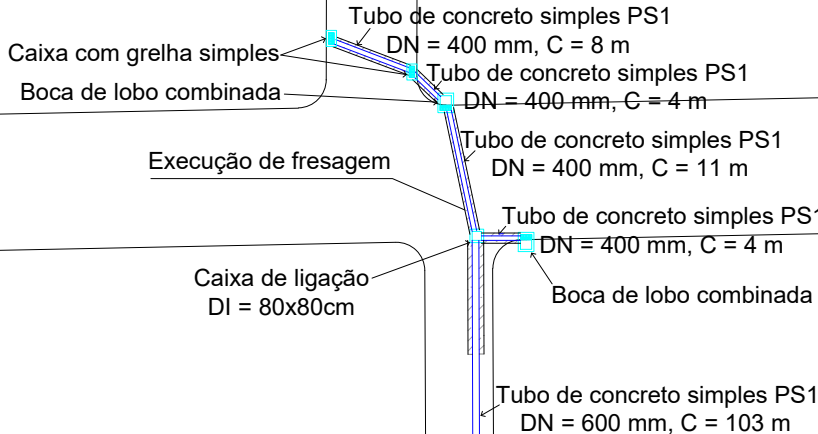 Tubo de concreto simples PS1
DN = 400 mm, C = 8 m
Caixa com grelha simples
Tubo de concreto simples PS1
DN = 400 mm, C = 4 m
Boca de lobo combinada
Tubo de concreto simples PS1
DN = 400 mm, C = 11 m
Execução de fresagem
Tubo de concreto simples PS1
DN = 400 mm, C = 4 m
Caixa de ligação
DI = 80x80cm
Boca de lobo combinada
Tubo de concreto simples PS1
DN = 600 mm, C = 103 m